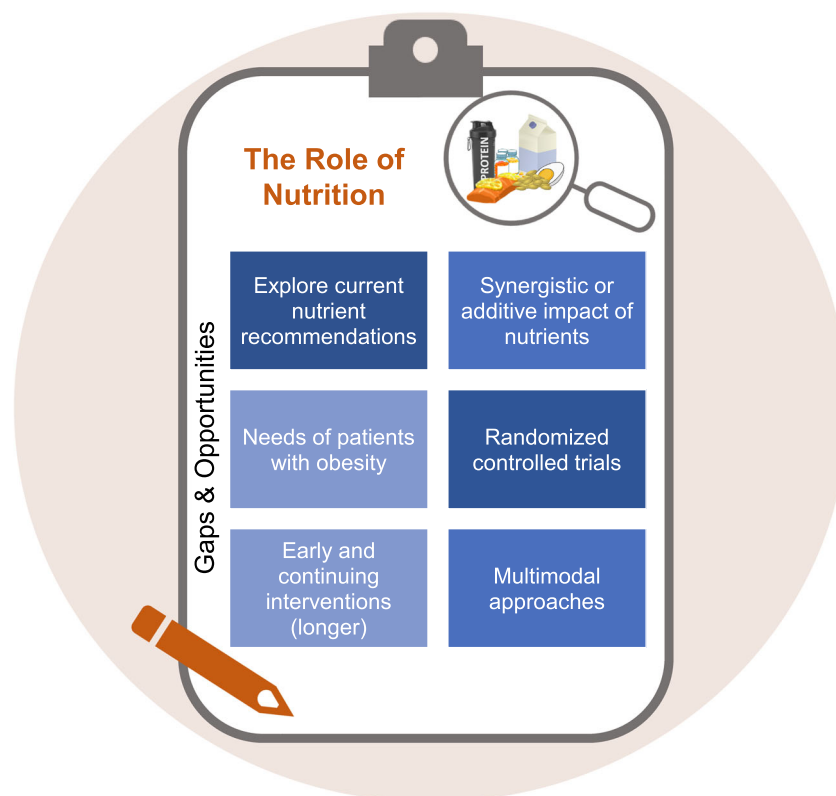 The Role of
Nutrition
PROTEIN
Gaps & Opportunities
Explore current
nutrient
recommendations
Synergistic or
additive impact of
nutrients
Needs of patients
with obesity
Randomized
controlled trials
Early and
continuing
interventions
(longer)
Multimodal
approaches